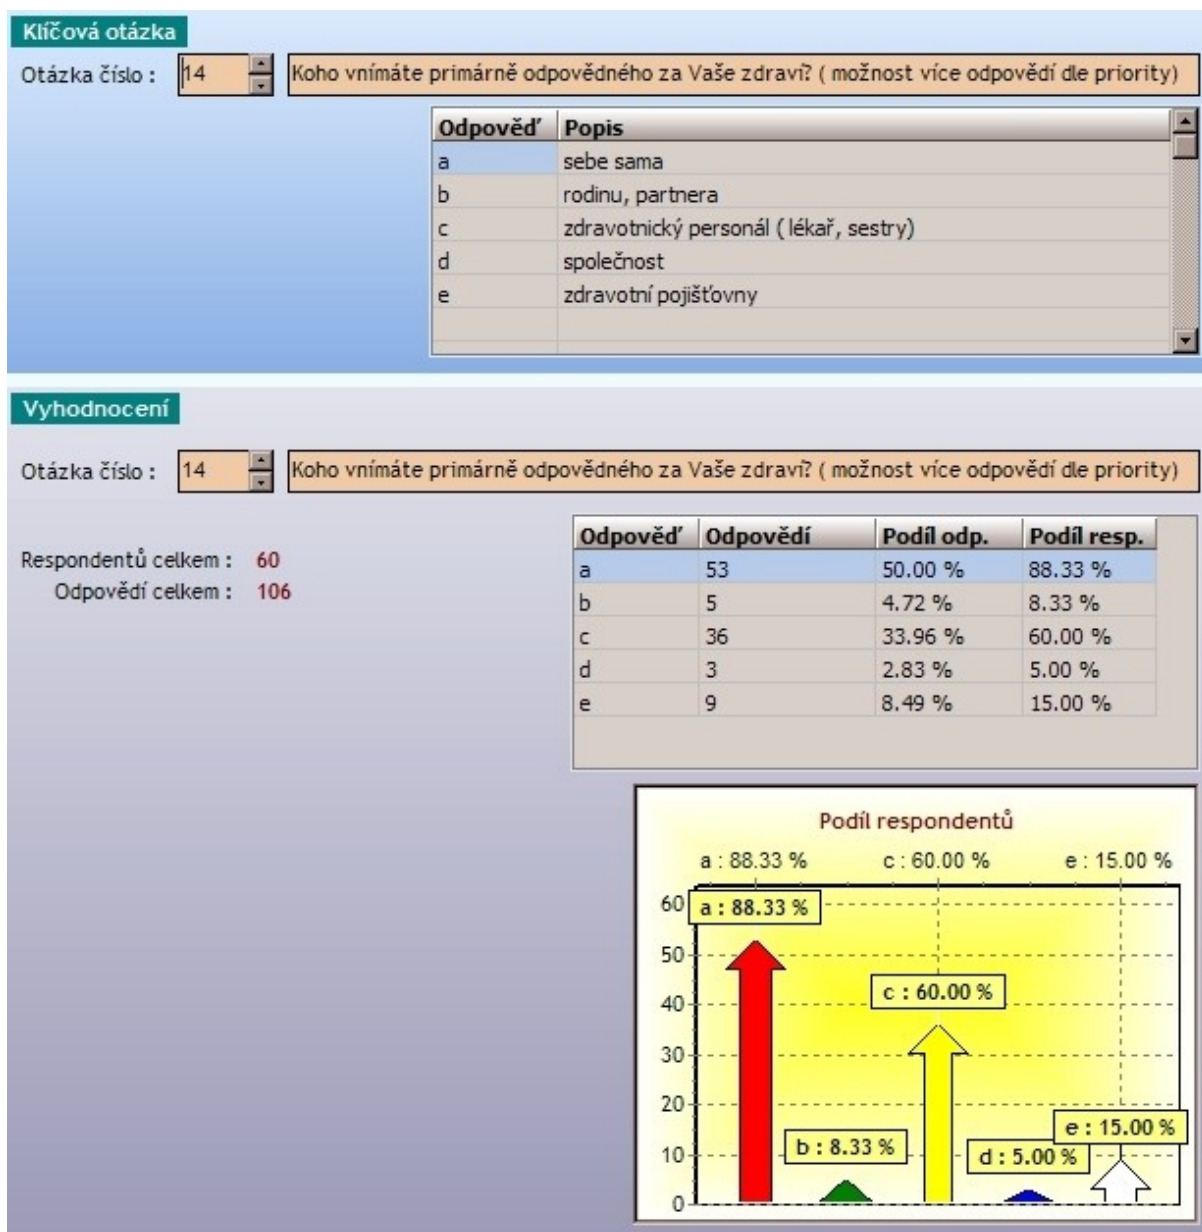 Klíčová otázka
Otázka číslo : 14 Koho vnímáte primárně odpovědného za Vaše zdraví? ( možnost více odpovědí dle priority)
Odpověď Popis
a sebe sama
b rodinu, partnera
c zdravotnický personál ( lékař, sestry)
d společnost
e zdravotní pojišťovny
Vyhodnocení
Otázka číslo : 14 Koho vnímáte primárně odpovědného za Vaše zdraví? ( možnost více odpovědí dle priority)
Respondentů celkem : 60
Odpovědí celkem : 106
Odpověď Odpovědí Podíl odp. Podíl resp.
a 53 50.00 % 88.33 %
b 5 4.72 % 8.33 %
c 36 33.96 % 60.00 %
d 3 2.83 % 5.00 %
e 9 8.49 % 15.00 %
Podíl respondentů
a : 88.33 % c : 60.00 % e : 15.00 %
60
a : 88.33 %
50
c : 60.00 %
40
30
20
e : 15.00 %
b : 8.33 %
10
d : 5.00 %
0